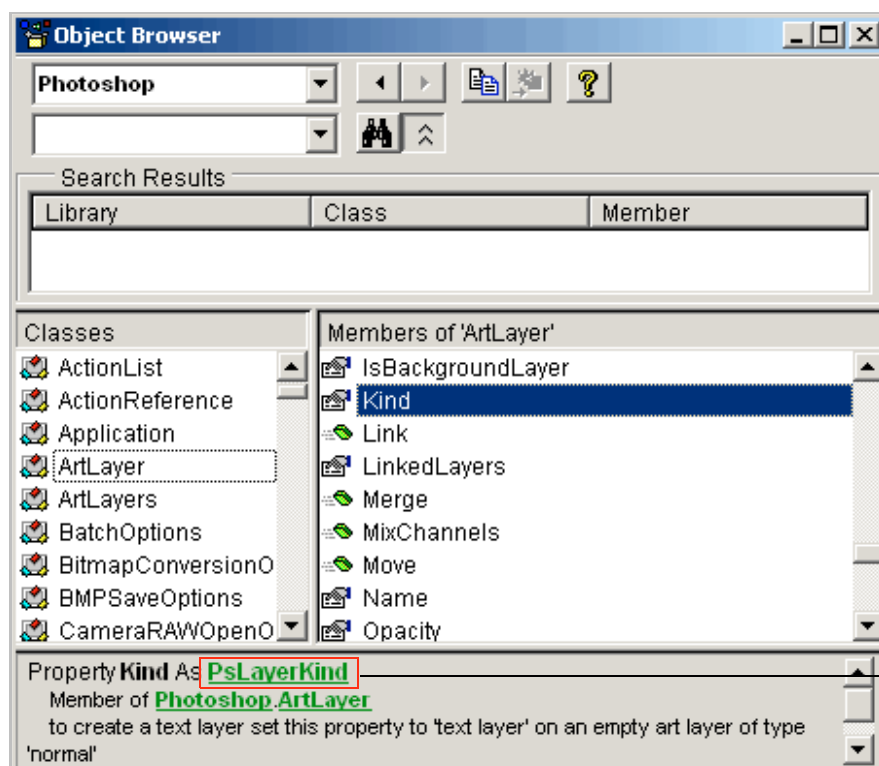 Object Browser
Photoshop
Search Results
Library Class Member
Classes
ActionList
ActionReference
Application
ArtLayer
ArtLayers
BatchOptions
BitmapConversionO
BMPSaveOptions
CameraRAWOpenO
Members of 'ArtLayer'
IsBackgroundLayer
Kind
Link
LinkedLayers
Merge
MixChannels
Move
Name
Opacity
Property Kind As PsLayerKind
Member of Photoshop.ArtLayer
to create a text layer set this property to 'text layer' on an empty art layer of type
'normal'